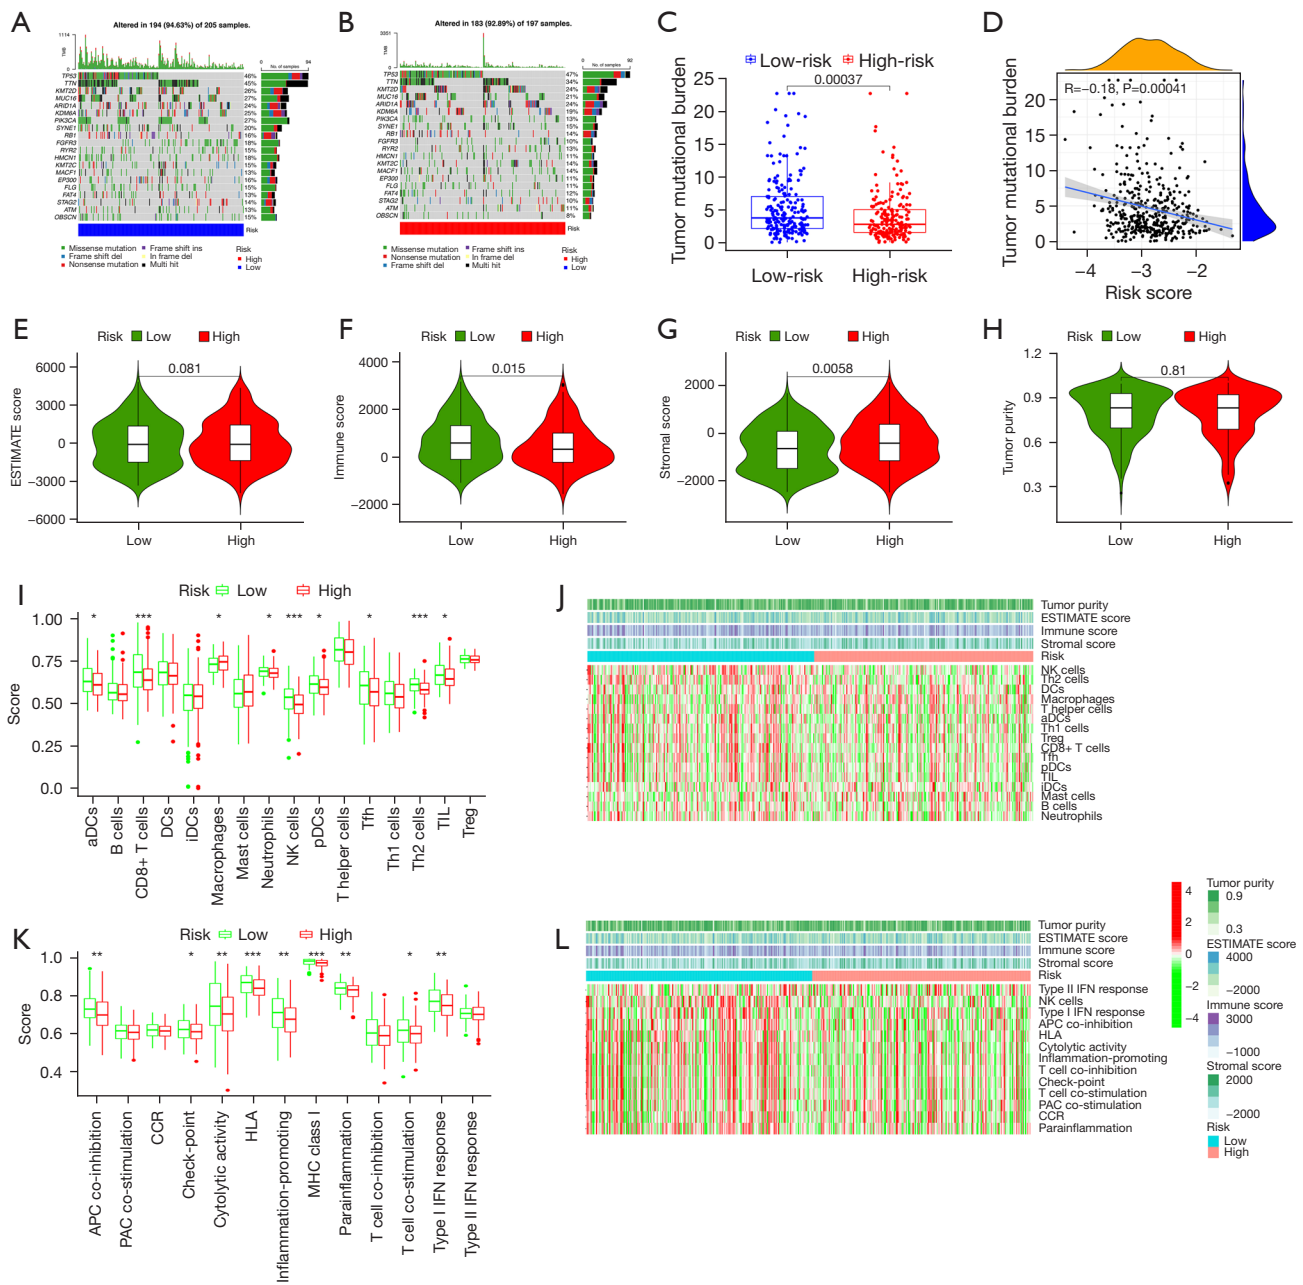 A
Altered in 194 (94.63%) of 205 samples.
1114
TMB
0
No. of samples
0 94
TP53 46%
TTN 45%
KMT2D 26%
MUC16 27%
ARID1A 24%
KDM6A 25%
PIK3CA 27%
SYNE1 20%
RB1 16%
FGFR3 18%
RYR2 15%
HMCN1 18%
KMT2C 15%
MACF1 13%
EP300 16%
FLG 15%
FAT4 13%
STAG2 14%
ATM 13%
OBSCN 15%
Risk
Missense mutation Frame shift ins Risk
Frame shift del In frame del High
Nonsense mutation Multi hit Low
B
Altered in 183 (92.89%) of 197 samples.
3351
TMB
0
No. of samples
0 92
TP53 47%
TTN 34%
KMT2D 24%
MUC16 21%
ARID1A 24%
KDM6A 19%
PIK3CA 13%
SYNE1 15%
RB1 14%
FGFR3 10%
RYR2 13%
HMCN1 11%
KMT2C 14%
MACF1 14%
EP300 11%
FLG 11%
FAT4 12%
STAG2 10%
ATM 11%
OBSCN 8%
Risk
Missense mutation Frame shift ins Risk
Nonsense mutation In frame del High
Frame shift del Multi hit Low
C
Low-risk High-risk
0.00037
Tumor mutational burden
25
20
15
10
5
0
Low-risk High-risk
D
R=−0.18, P=0.00041
Tumor mutational burden
20
15
10
5
0
−4 −3 −2
Risk score
E
Risk Low High
0.081
ESTIMATE score
6000
3000
0
−3000
−6000
Low High
F
Risk Low High
0.015
Immune score
4000
2000
0
−2000
Low High
G
Risk Low High
0.0058
Stromal score
2000
0
−2000
Low High
H
Risk Low High
0.81
Tumor purity
1.2
0.9
0.6
0.3
Low High
I
Risk Low High
* *** * * *** * * *** *
Score
1.00
0.75
0.50
0.25
0.0
aDCs
B cells
CD8+ T cells
DCs
iDCs
Macrophages
Mast cells
Neutrophils
NK cells
pDCs
T helper cells
Tfh
Th1 cells
Th2 cells
TIL
Treg
J
Tumor purity
ESTIMATE score
Immune score
Stromal score
Risk
NK cells
Th2 cells
DCs
Macrophages
T helper cells
aDCs
Th1 cells
Treg
CD8+ T cells
Tfh
pDCs
TIL
iDCs
Mast cells
B cells
Neutrophils
K
Risk Low High
** * ** *** ** *** ** * **
Score
1.0
0.8
0.6
0.4
APC co-inhibition
PAC co-stimulation
CCR
Check-point
Cytolytic activity
HLA
Inflammation-promoting
MHC class I
Parainflammation
T cell co-inhibition
T cell co-stimulation
Type I IFN response
Type II IFN response
L
Tumor purity
ESTIMATE score
Immune score
Stromal score
Risk
Type II IFN response
NK cells
Type I IFN response
APC co-inhibition
HLA
Cytolytic activity
Inflammation-promoting
T cell co-inhibition
Check-point
T cell co-stimulation
PAC co-stimulation
CCR
Parainflammation
4
2
0
−2
−4
Tumor purity
0.9
0.3
ESTIMATE score
4000
−2000
Immune score
3000
−1000
Stromal score
2000
−2000
Risk
Low
High